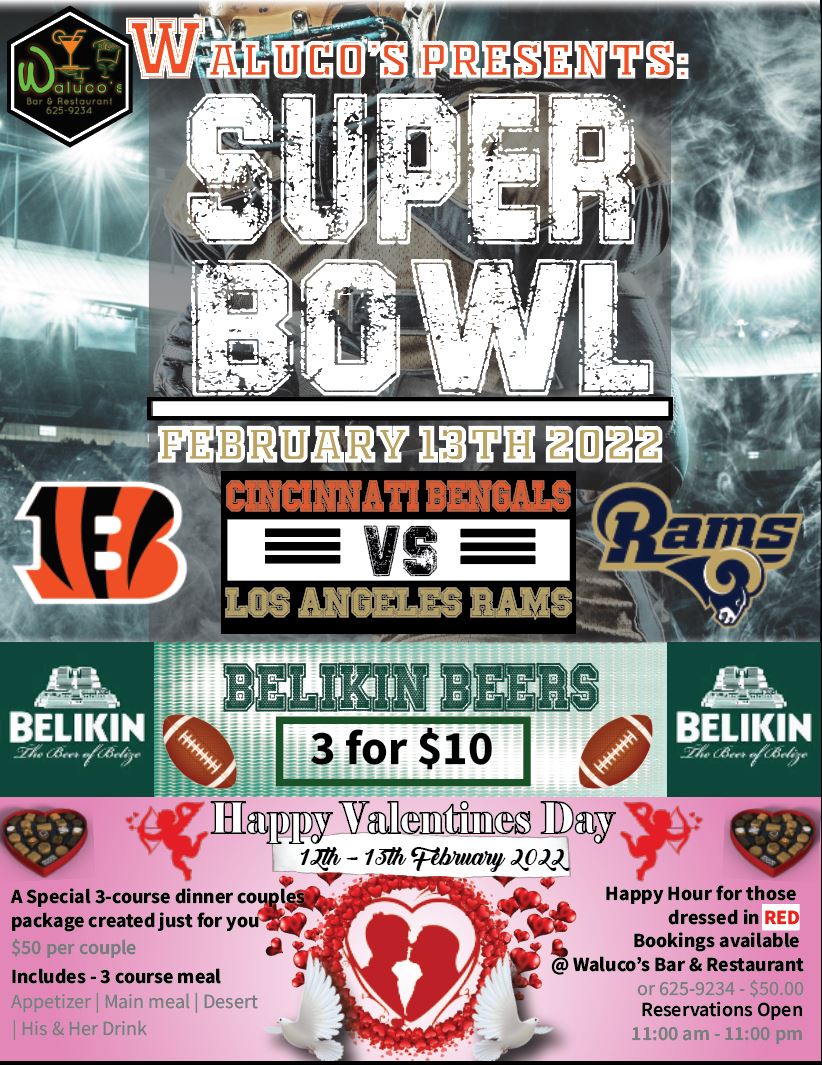 Waluco's
Bar & Restaurant
625-9234
WALUCO'S PRESENTS:
SUPER
BOWL
FEBRUARY 13TH 2022
B
CINCINNATI BENGALS
VS
LOS ANGELES RAMS
Rams
BELIKIN
The Beer of Belize
BELIKIN BEERS
3 for $10
BELIKIN
The Beer of Belize
Happy Valentines Day
12th - 15th February 2022
A Special 3-course dinner couples
package created just for you
$50 per couple
Includes - 3 course meal
Appetizer | Main meal | Desert
| His & Her Drink
Happy Hour for those
dressed in RED
Bookings available
@ Waluco's Bar & Restaurant
or 625-9234 - $50.00
Reservations Open
11:00 am - 11:00 pm